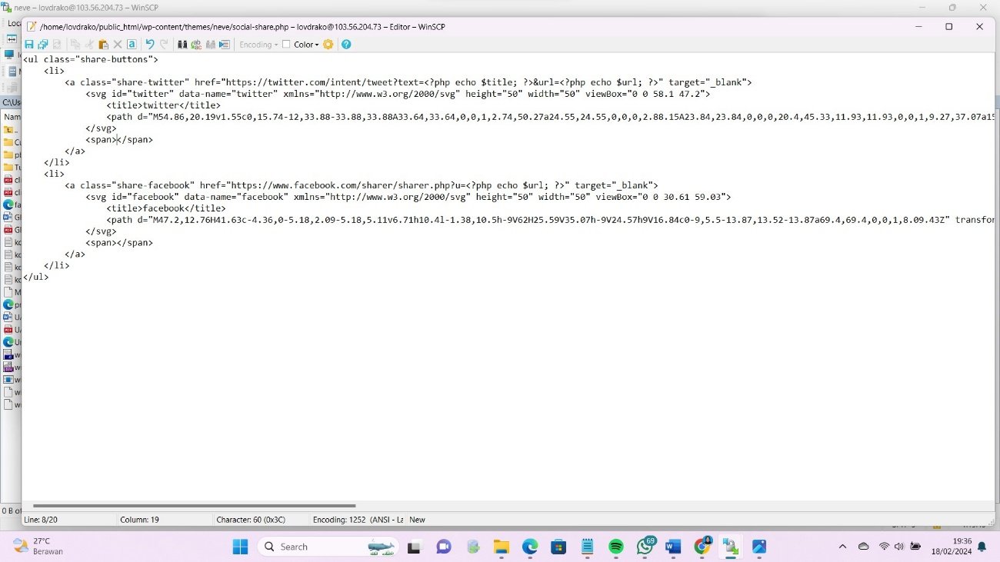 neve – lovdrako@103.56.204.73 – WinSCP
/home/lovdrako/public_html/wp-content/themes/neve/social-share.php – lovdrako@103.56.204.73 – Editor – WinSCP
Encoding
Color
<ul class="share-buttons">
<li>
<a class="share-twitter" href="https://twitter.com/intent/tweet?text=<?php echo $title; ?>&url=<?php echo $url; ?>" target="_blank">
<svg id="twitter" data-name="twitter" xmlns="http://www.w3.org/2000/svg" height="50" width="50" viewBox="0 0 58.1 47.2">
<title>twitter</title>
<path d="M54.86,20.19v1.55c0,15.74-12,33.88-33.88,33.88A33.64,33.64,0,0,1,2.74,50.27a24.55,24.55,0,0,0,2.88.15A23.84,23.84,0,0,0,20.4,45.33,11.93,11.93,0,0,1,9.27,37.07a15
</svg>
<span></span>
</a>
</li>
<li>
<a class="share-facebook" href="https://www.facebook.com/sharer/sharer.php?u=<?php echo $url; ?>" target="_blank">
<svg id="facebook" data-name="facebook" xmlns="http://www.w3.org/2000/svg" height="50" width="50" viewBox="0 0 30.61 59.03">
<title>facebook</title>
<path d="M47.2,12.76H41.63c-4.36,0-5.18,2.09-5.18,5.11v6.71h10.4l-1.38,10.5h-9V62H25.59V35.07h-9V24.57h9V16.84c0-9,5.5-13.87,13.52-13.87a69.4,69.4,0,0,1,8.09.43Z" transfor
</svg>
<span></span>
</a>
</li>
</ul>
Line: 8/20
Column: 19
Character: 60 (0x3C)
Encoding: 1252 (ANSI - La
New
27°C
Berawan
Search
69
19:36
18/02/2024